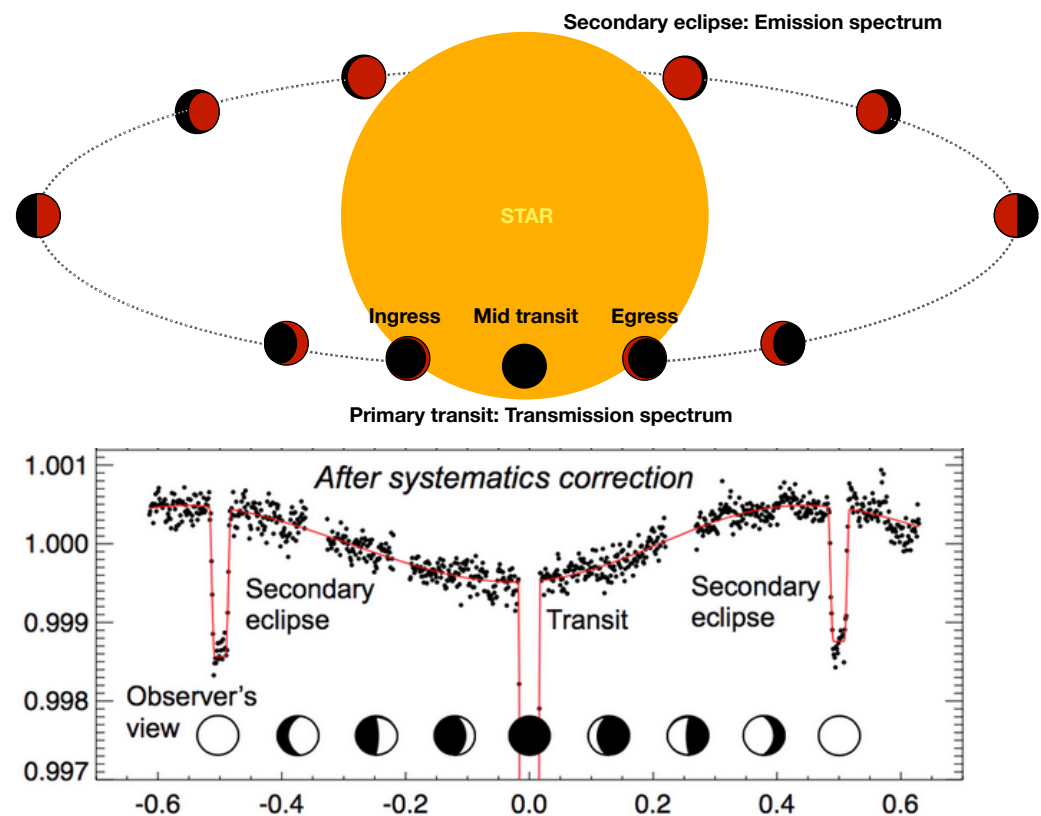 Secondary eclipse: Emission spectrum
STAR
Ingress Mid transit Egress
Primary transit: Transmission spectrum
After systematics correction
1.001
1.000
0.999
0.998
0.997
Secondary
eclipse
Transit
Secondary
eclipse
Observer's
view
-0.6 -0.4 -0.2 0.0 0.2 0.4 0.6